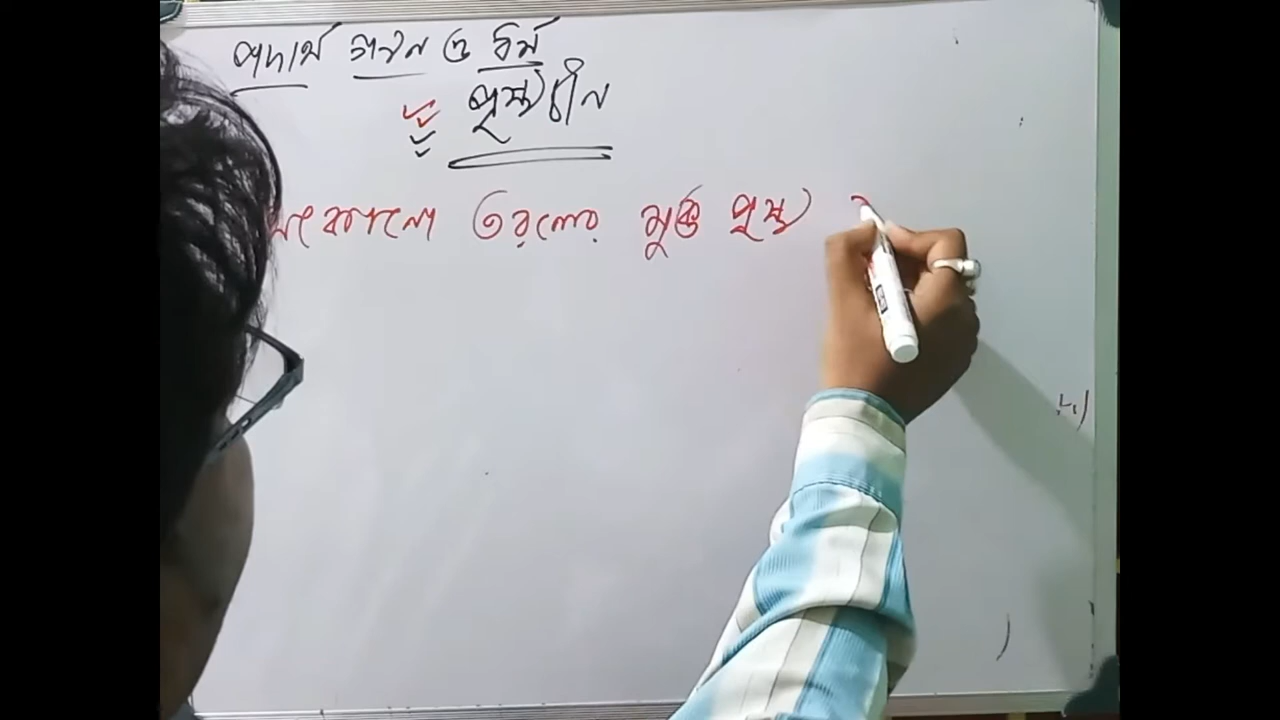 পদার্থ গঠন ও ধর্ম
পৃষ্ঠটান
তরলের মুক্ত পৃষ্ঠ